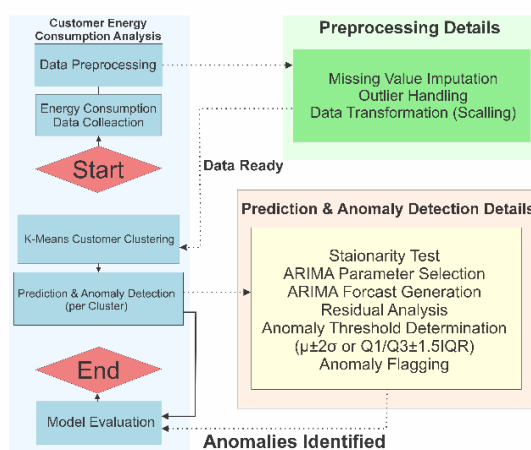 Customer Energy
Consumption Analysis
Data Preprocessing
Energy Consumption
Data Colleaction
Start
K-Means Customer Clustering
Prediction & Anomaly Detection
(per Cluster)
End
Model Evaluation
Preprocessing Details
Missing Value Imputation
Outlier Handling
Data Transformation (Scalling)
Data Ready
Prediction & Anomaly Detection Details
Staionarity Test
ARIMA Parameter Selection
ARIMA Forcast Generation
Residual Analysis
Anomaly Threshold Determination
(μ±2σ or Q1/Q3±1.5IQR)
Anomaly Flagging
Anomalies Identified